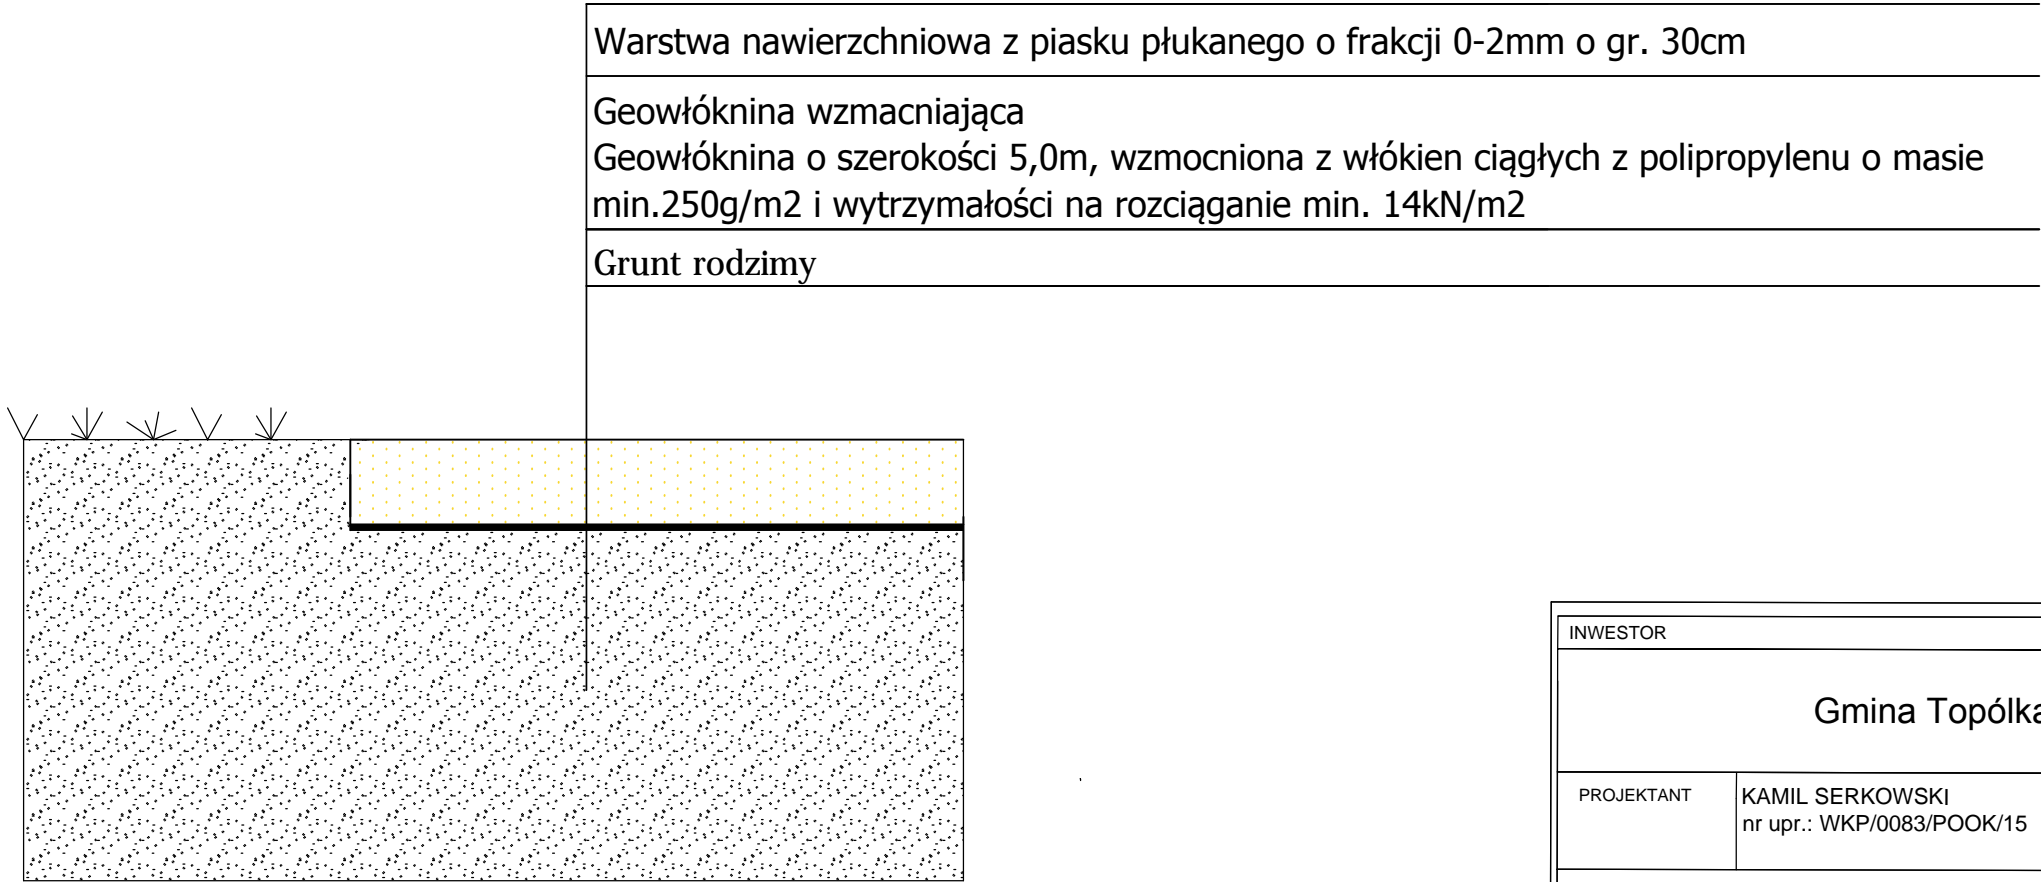 Warstwa nawierzchniowa z piasku płukanego o frakcji 0-2mm o gr. 30cm
Geowłóknina wzmacniająca
Geowłóknina o szerokości 5,0m, wzmocniona z włókien ciągłych z polipropylenu o masie
min.250g/m2 i wytrzymałości na rozciąganie min. 14kN/m2
Grunt rodzimy
INWESTOR
Gmina Topólka
PROJEKTANT
KAMIL SERKOWSKI
nr upr.: WKP/0083/POOK/15